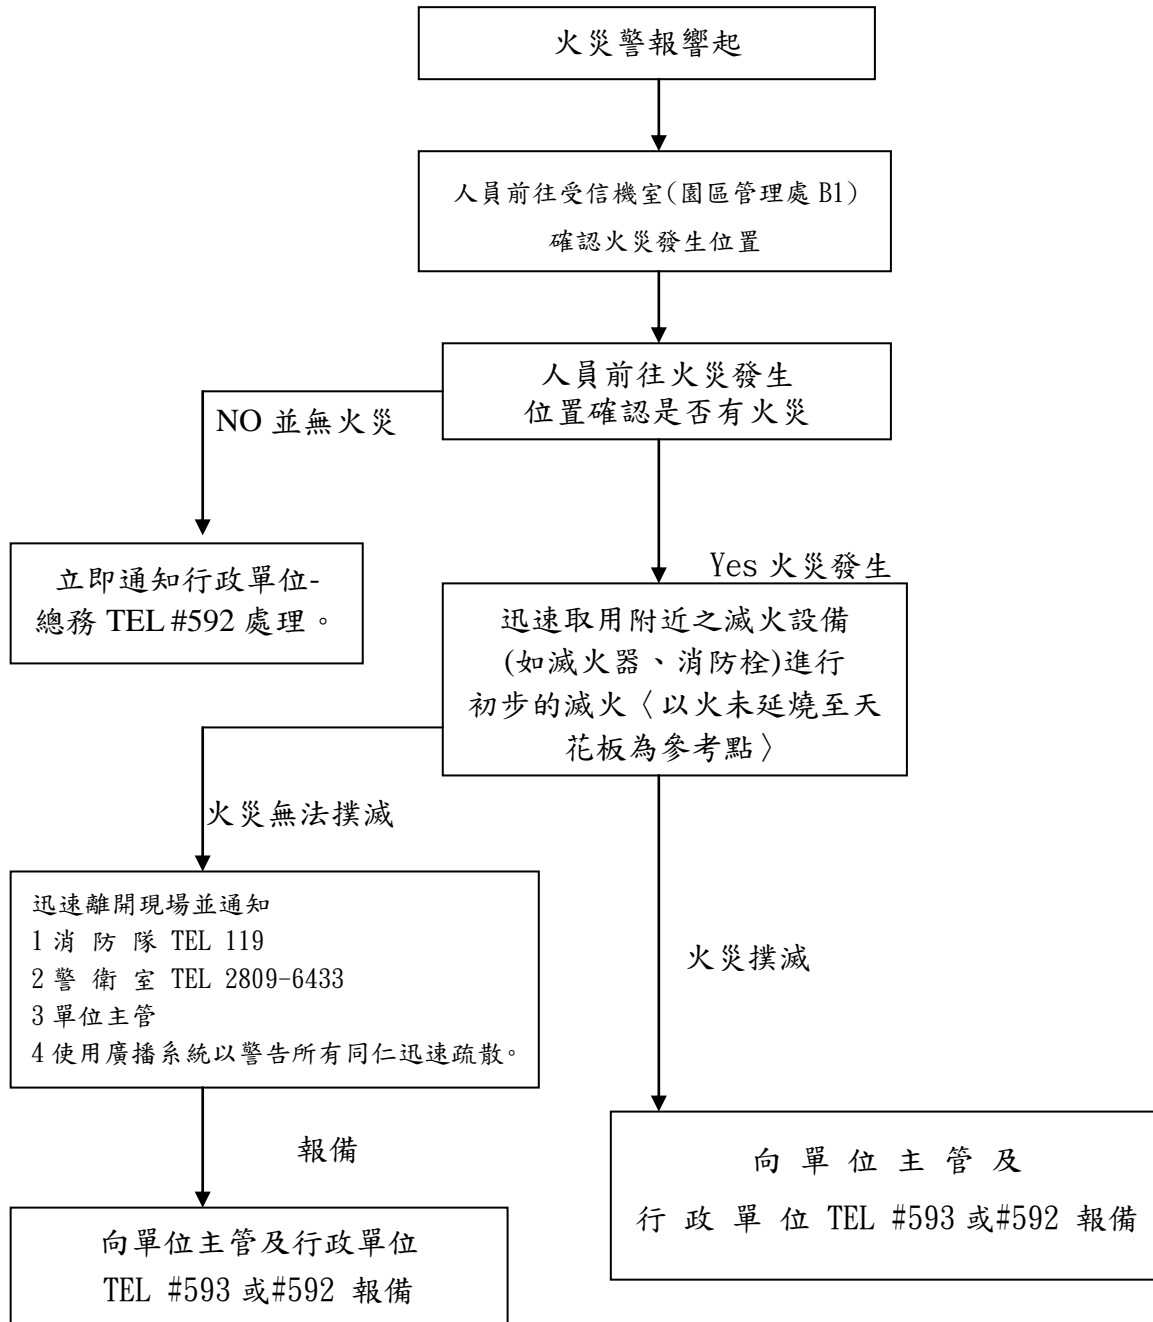 火災警報響起
人員前往受信機室(園區管理處 B1)
確認火災發生位置
人員前往火災發生
位置確認是否有火災
NO 並無火災
立即通知行政單位-
總務 TEL #592 處理。
Yes 火災發生
迅速取用附近之滅火設備
(如滅火器、消防栓)進行
初步的滅火〈以火未延燒至天
花板為參考點〉
火災無法撲滅
迅速離開現場並通知
1 消 防 隊 TEL 119
2 警 衛 室 TEL 2809-6433
3 單位主管
4 使用廣播系統以警告所有同仁迅速疏散。
火災撲滅
報備
向單位主管及行政單位
TEL #593 或#592 報備
向 單 位 主 管 及
行 政 單 位 TEL #593 或#592 報備